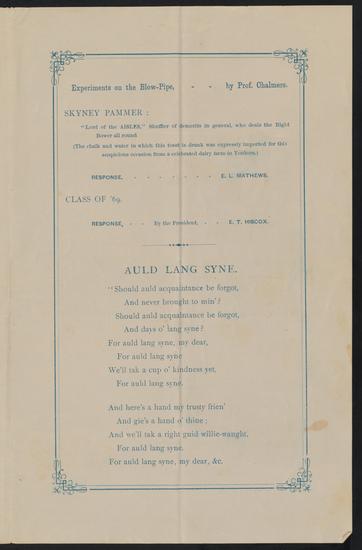 Experiments on the Blow-Pipe, - - by Prof. Chalmers.
SKYNEY PAMMER :
"Lord of the AISLES," Shuffler of demerits in general, who deals the Right
Bower all round
(The chalk and water in which this toast is drunk was expressly imported for this
auspicious occasion from a celebrated dairy farm in Yonkers.)
RESPONSE, - - - - - - - E. L. MATHEWS.
CLASS OF '69.
RESPONSE, - - By the President, - - E. T. HISCOX.
AULD LANG SYNE.
"Should auld acquaintance be forgot,
And never brought to min'?
Should auld acquaintance be forgot,
And days o' lang syne?
For auld lang syne, my dear,
For auld lang syne
We'll tak a cup o' kindness yet,
For auld lang syne.
And here's a hand my trusty frien'
And gie's a hand o' thine ;
And we'll tak a right guid willie-waught,
For auld lang syne.
For auld lang syne, my dear, &c.